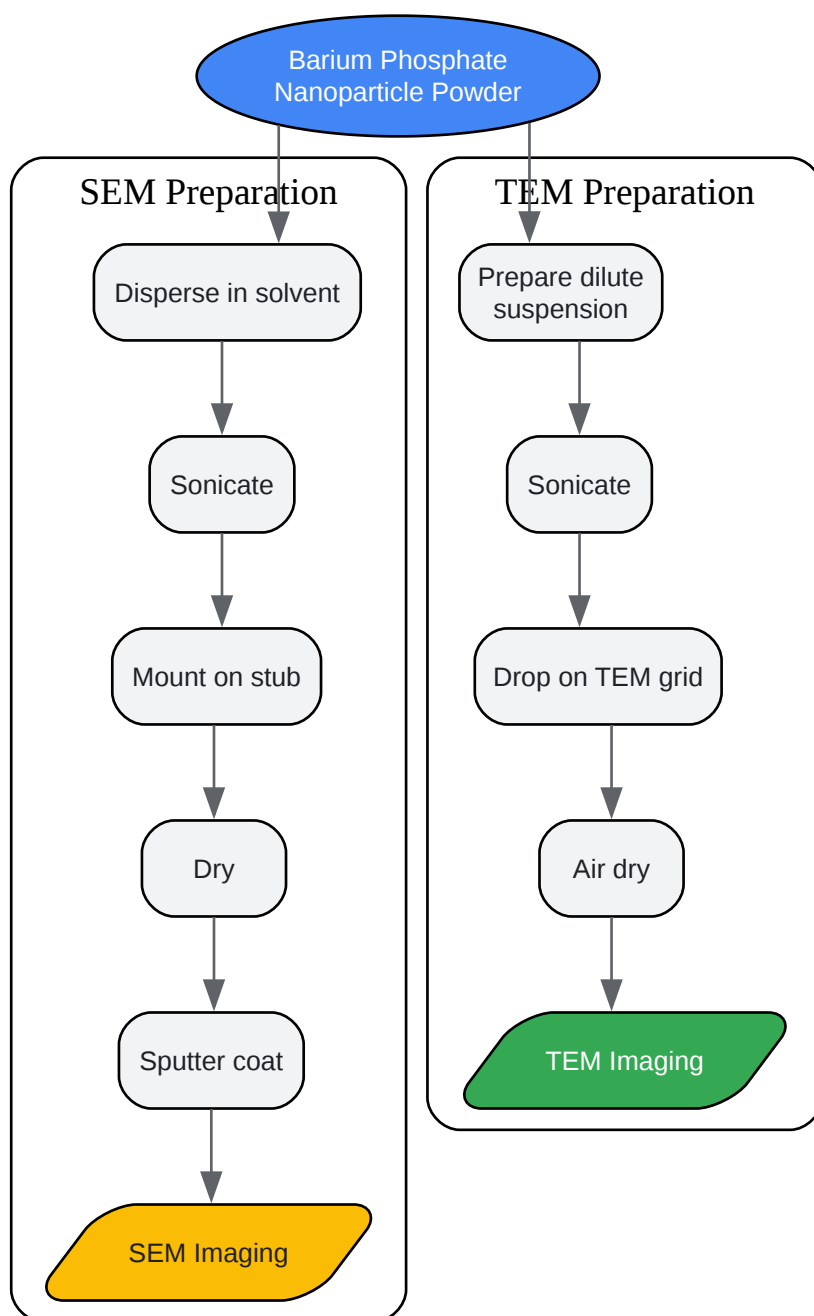 Barium Phosphate
Nanoparticle Powder
SEM Preparation
Disperse in solvent
Sonicate
Mount on stub
Dry
Sputter coat
SEM Imaging
TEM Preparation
Prepare dilute
suspension
Sonicate
Drop on TEM grid
Air dry
TEM Imaging